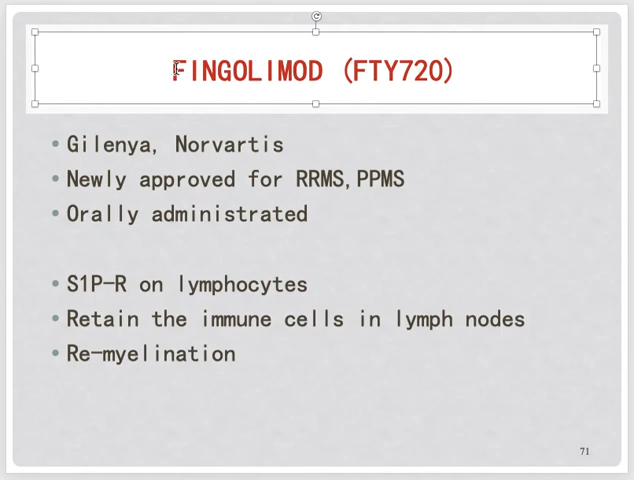 FINGOLIMOD (FTY720)
• Gilenya, Norvartis
• Newly approved for RRMS,PPMS
• Orally administrated
• S1P-R on lymphocytes
• Retain the immune cells in lymph nodes
• Re-myelination
71